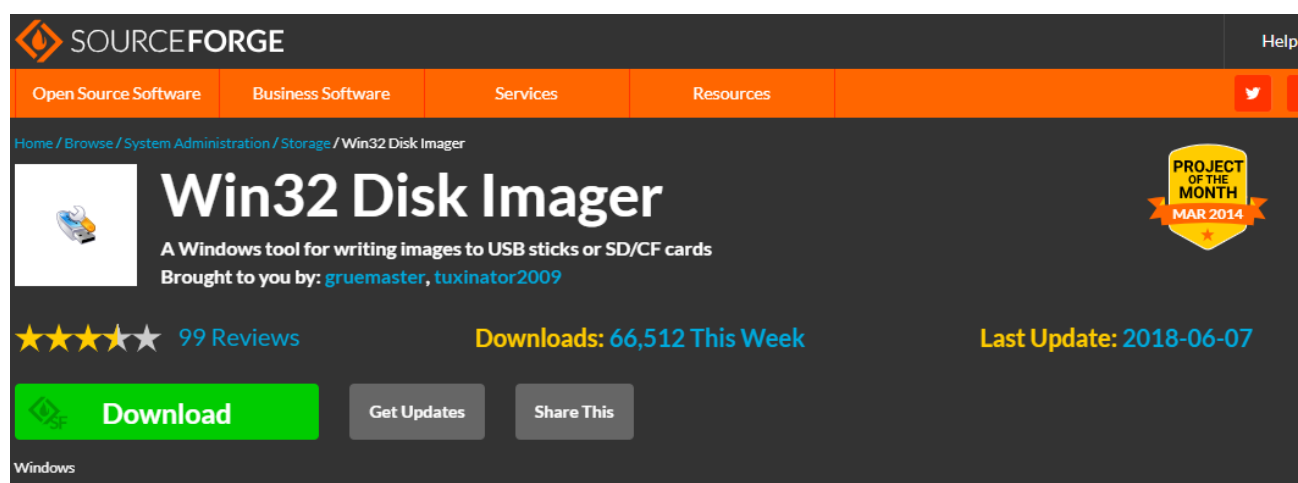 SOURCEFORGE
Help
Open Source Software Business Software Services Resources
Home / Browse / System Administration / Storage / Win32 Disk Imager
Win32 Disk Imager
A Windows tool for writing images to USB sticks or SD/CF cards
Brought to you by: gruemaster, tuxinator2009
PROJECT
OF THE
MONTH
MAR 2014
99 Reviews Downloads: 66,512 This Week Last Update: 2018-06-07
SF Download Get Updates Share This
Windows